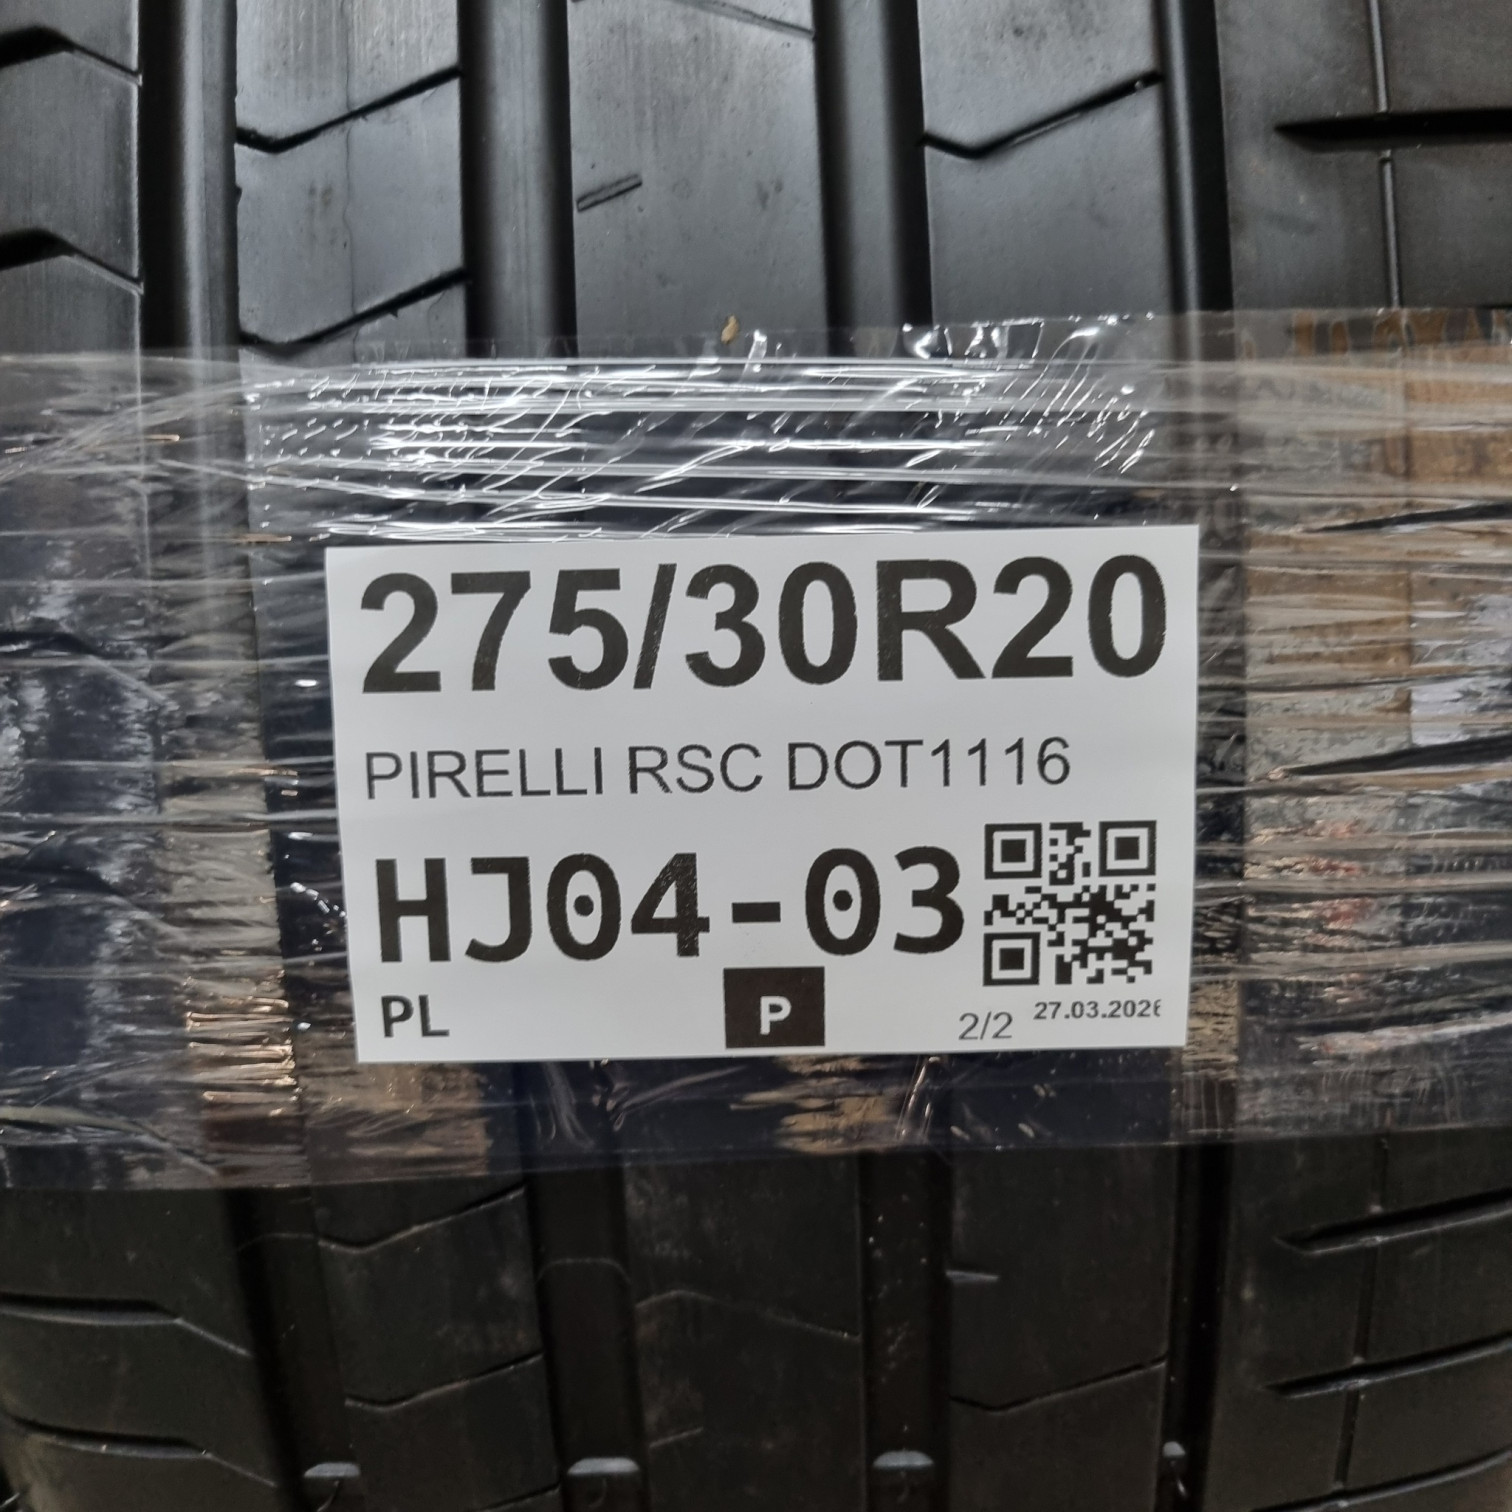 275/30R20
PIRELLI RSC DOT1116
HJ04-03
PL P 2/2 27.03.2026